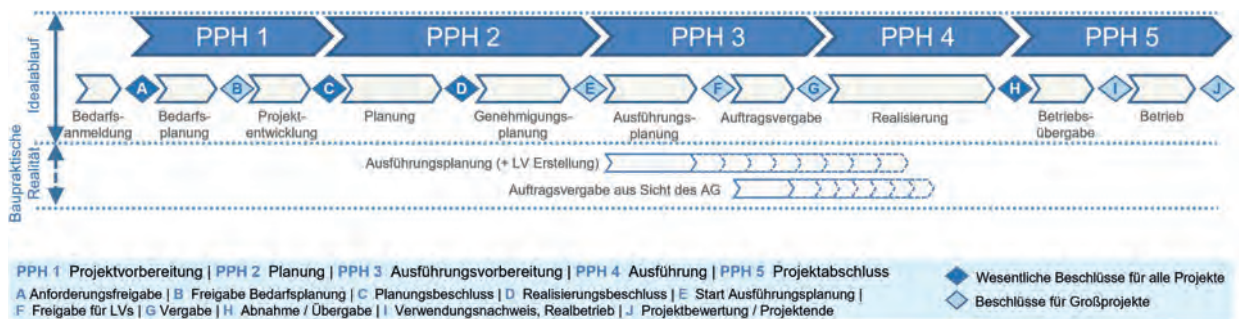 PPH 1 PPH 2 PPH 3 PPH 4 PPH 5
Idealablauf
A B C D E F G H I J
Bedarfs-
anmeldung
Bedarfs-
planung
Projekt-
entwicklung
Planung
Genehmigungs-
planung
Ausführungs-
planung
Auftragsvergabe
Realisierung
Betriebs-
übergabe
Betrieb
Baupraktische
Realität
Ausführungsplanung (+ LV Erstellung)
Auftragsvergabe aus Sicht des AG
PPH 1 Projektvorbereitung | PPH 2 Planung | PPH 3 Ausführungsvorbereitung | PPH 4 Ausführung | PPH 5 Projektabschluss
A Anforderungsfreigabe | B Freigabe Bedarfsplanung | C Planungsbeschluss | D Realisierungsbeschluss | E Start Ausführungsplanung |
F Freigabe für LVs | G Vergabe | H Abnahme / Übergabe | I Verwendungsnachweis, Realbetrieb | J Projektbewertung / Projektende
Wesentliche Beschlüsse für alle Projekte
Beschlüsse für Großprojekte